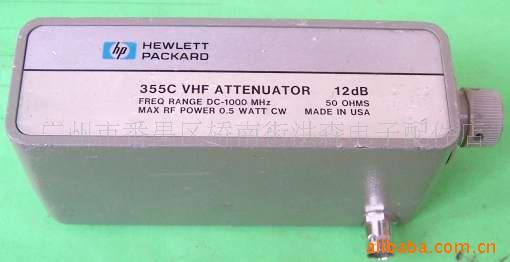 hp HEWLETT
PACKARD
355C VHF ATTENUATOR 12dB
FREQ RANGE DC-1000 MHz 50 OHMS
MAX RF POWER 0.5 WATT CW MADE IN USA
广州市番禺区桥南街洪森电子配件店
alibaba.com.cn